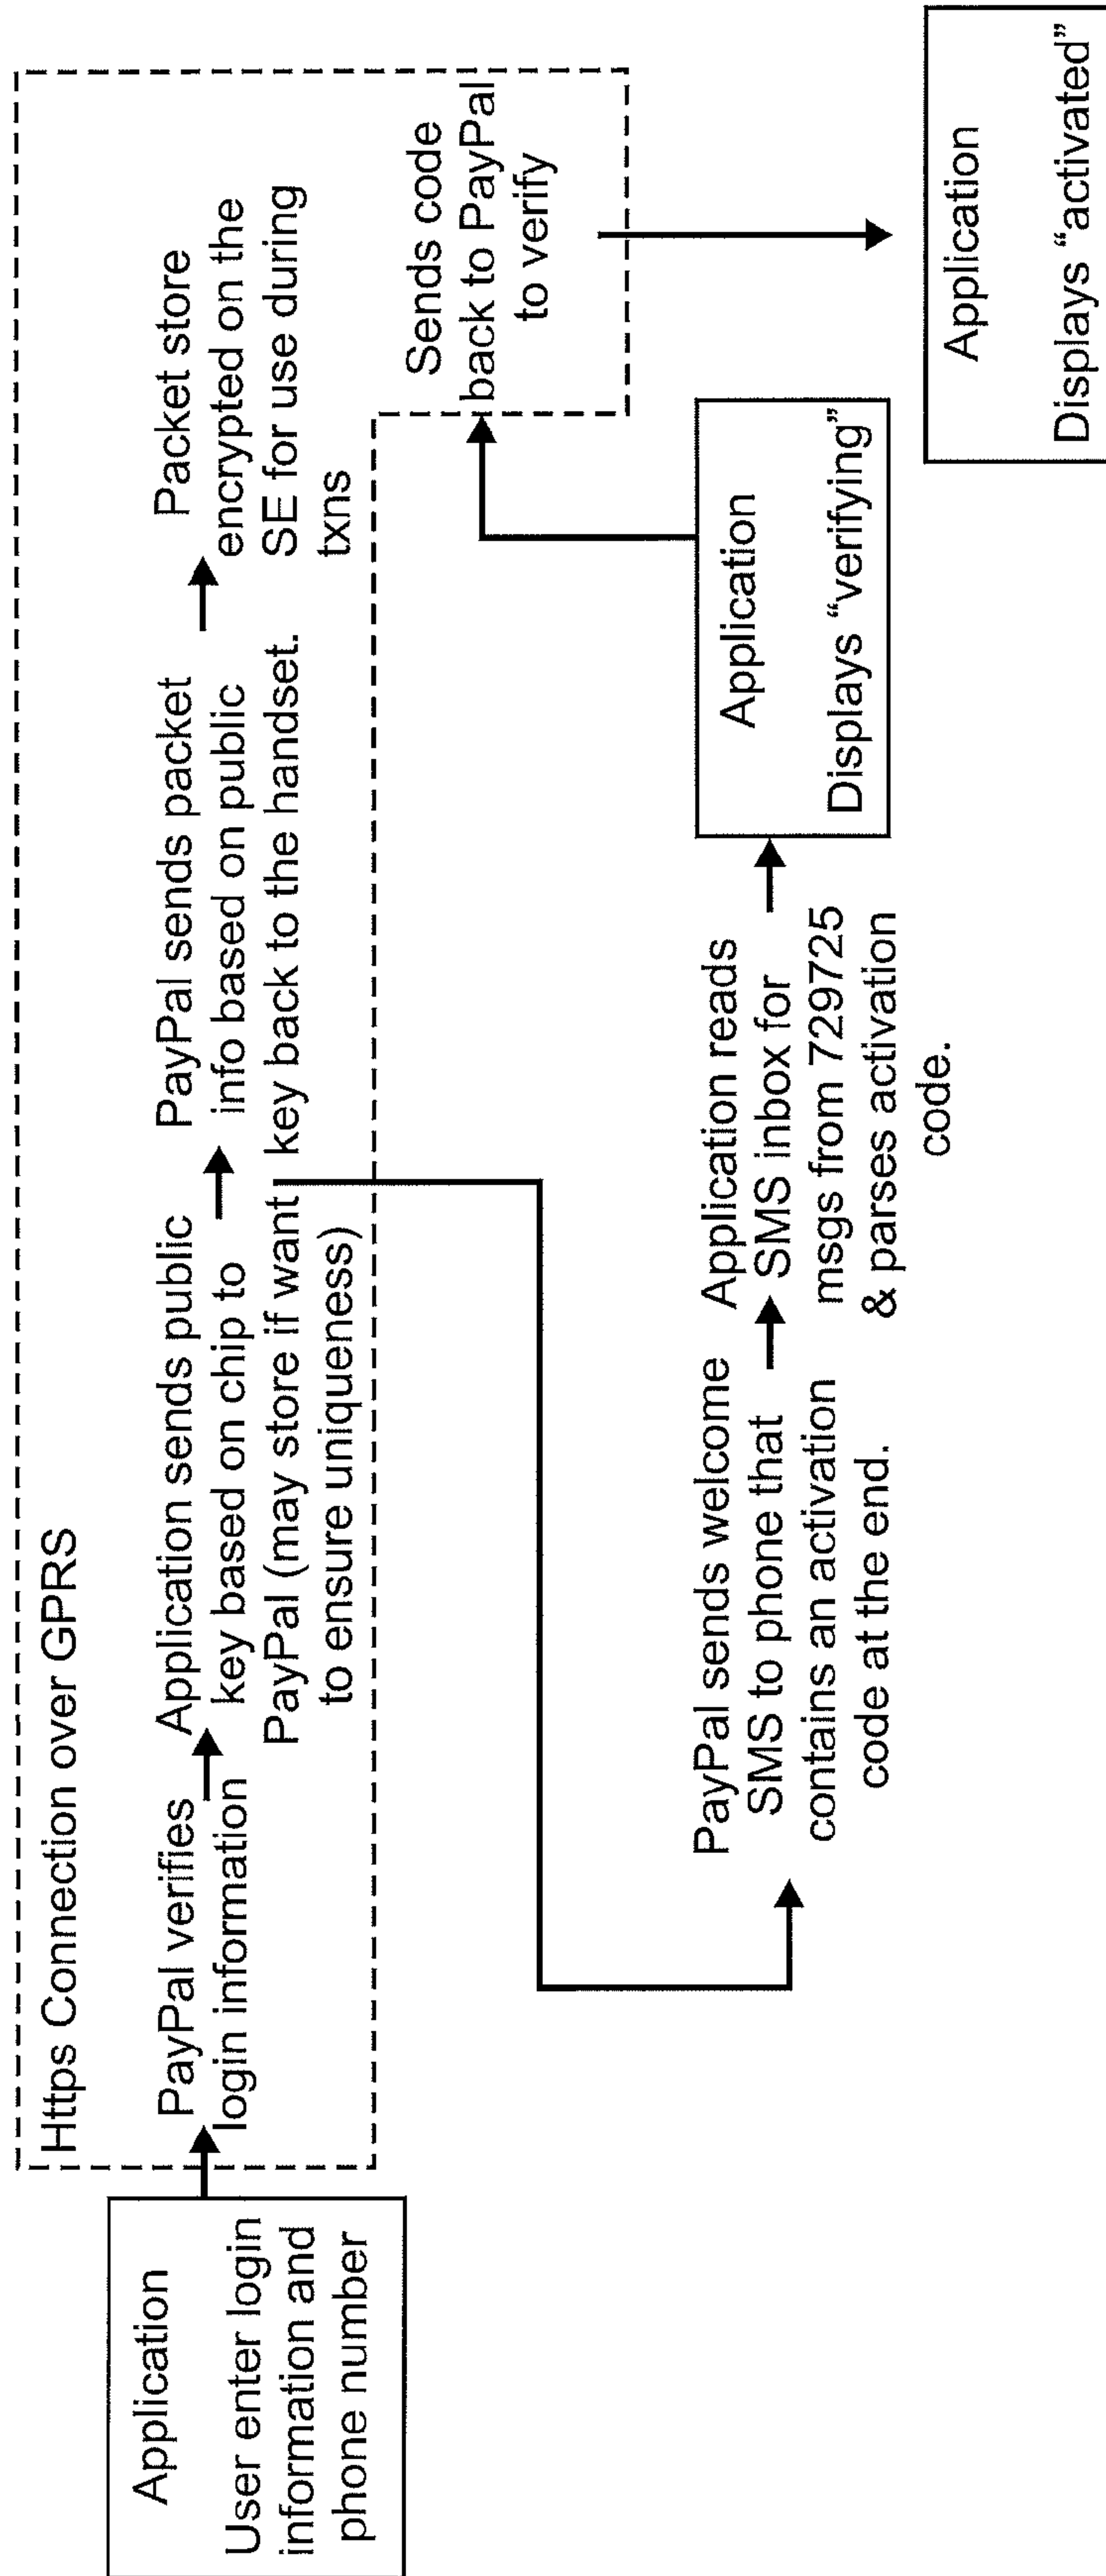 Https Connection over GPRS
Application
User enter login
information and
phone number
PayPal verifies
login information
Application sends public
key based on chip to
PayPal (may store if want
to ensure uniqueness)
PayPal sends packet
info based on public
key back to the handset.
Packet store
encrypted on the
SE for use during
txns
PayPal sends welcome
SMS to phone that
contains an activation
code at the end.
Application reads
SMS inbox for
msgs from 729725
& parses activation
code.
Application
Displays “verifying”
Sends code
back to PayPal
to verify
Application
Displays “activated”